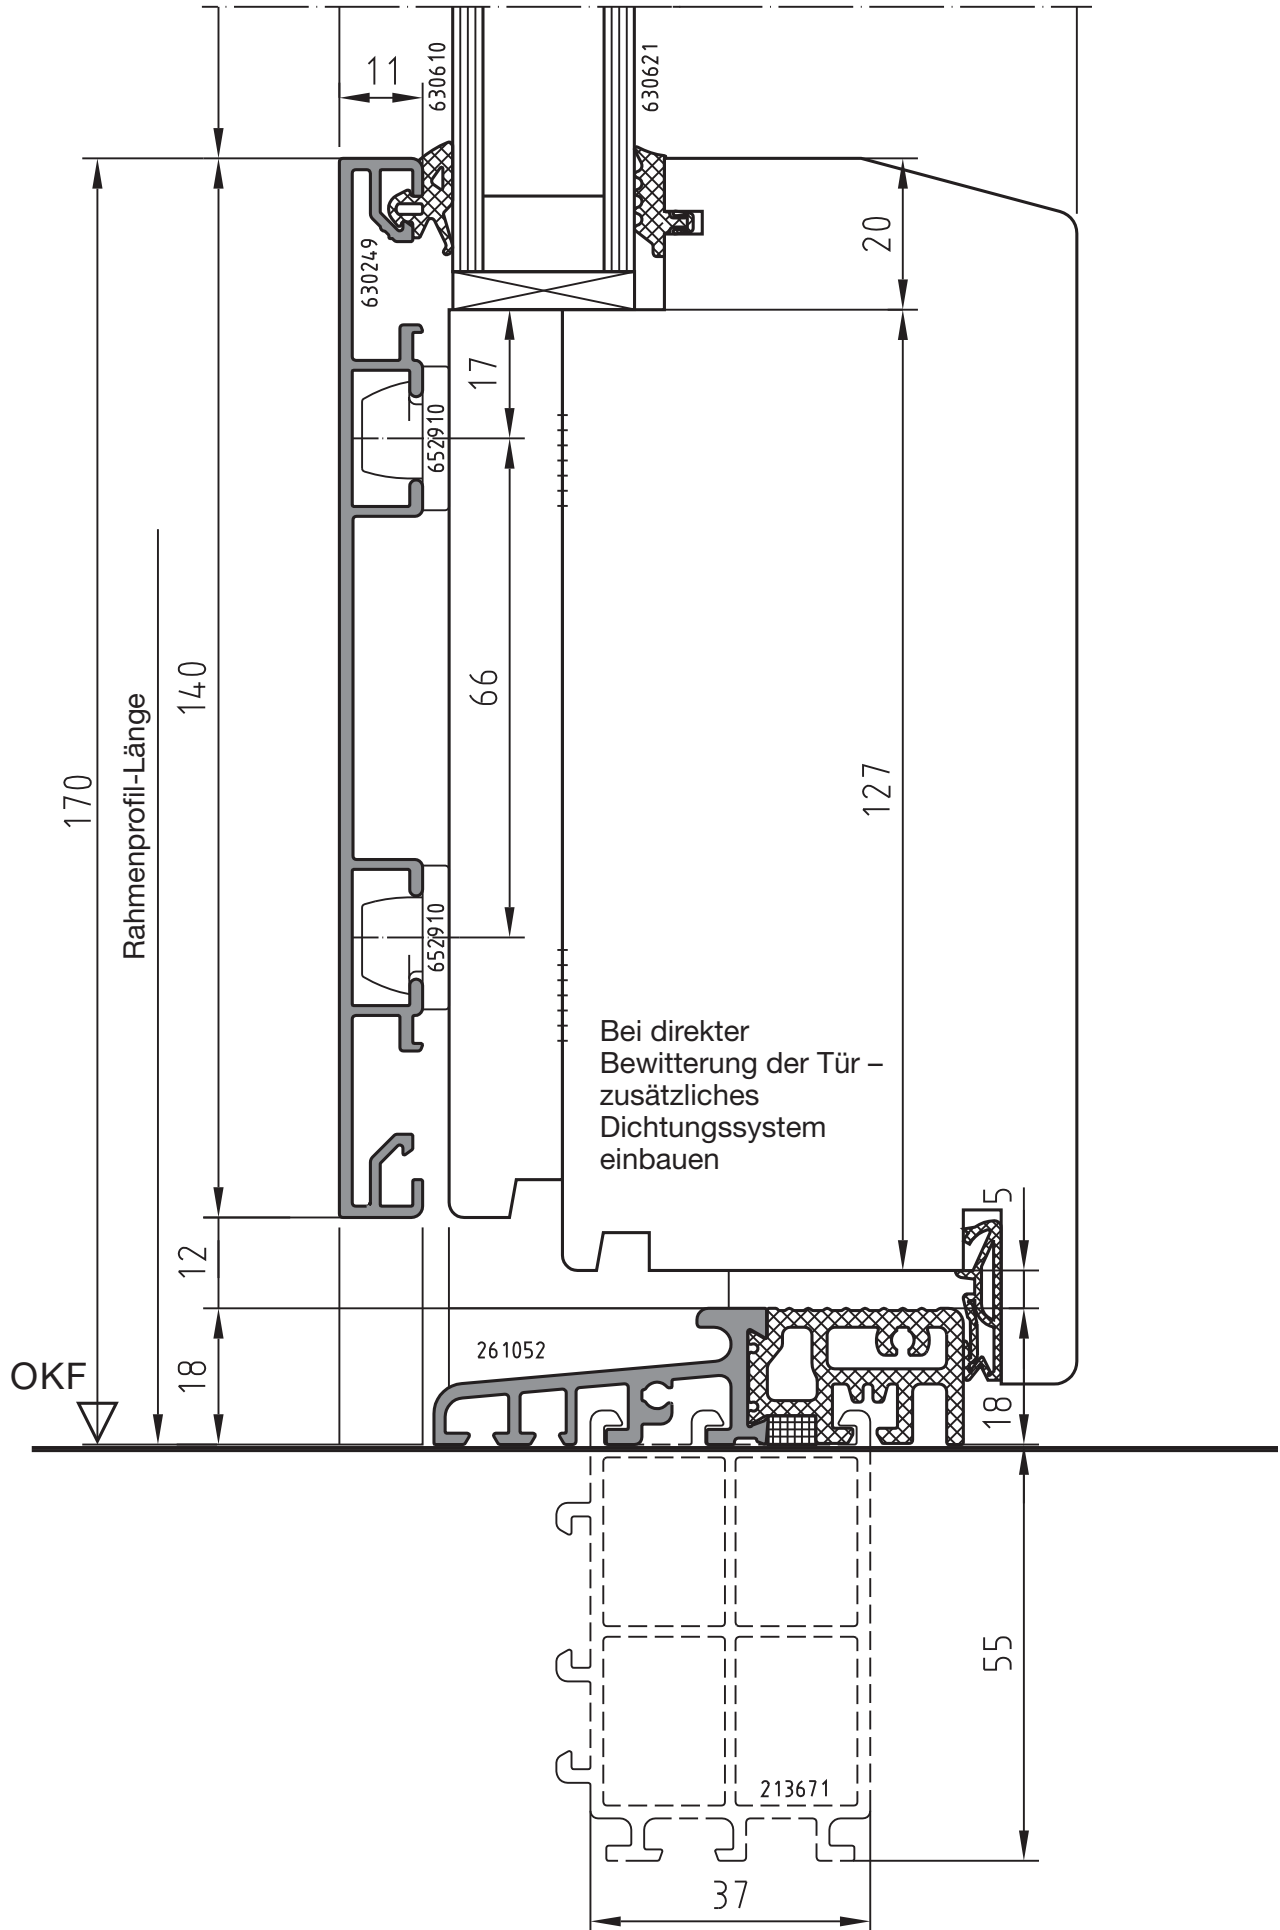 11
630610
630621
20
630249
17
652910
140
66
Rahmenprofil-Länge
170
127
652910
Bei direkter
Bewitterung der Tür –
zusätzliches
Dichtungssystem
einbauen
5
12
261052
OKF
18
18
55
213671
37